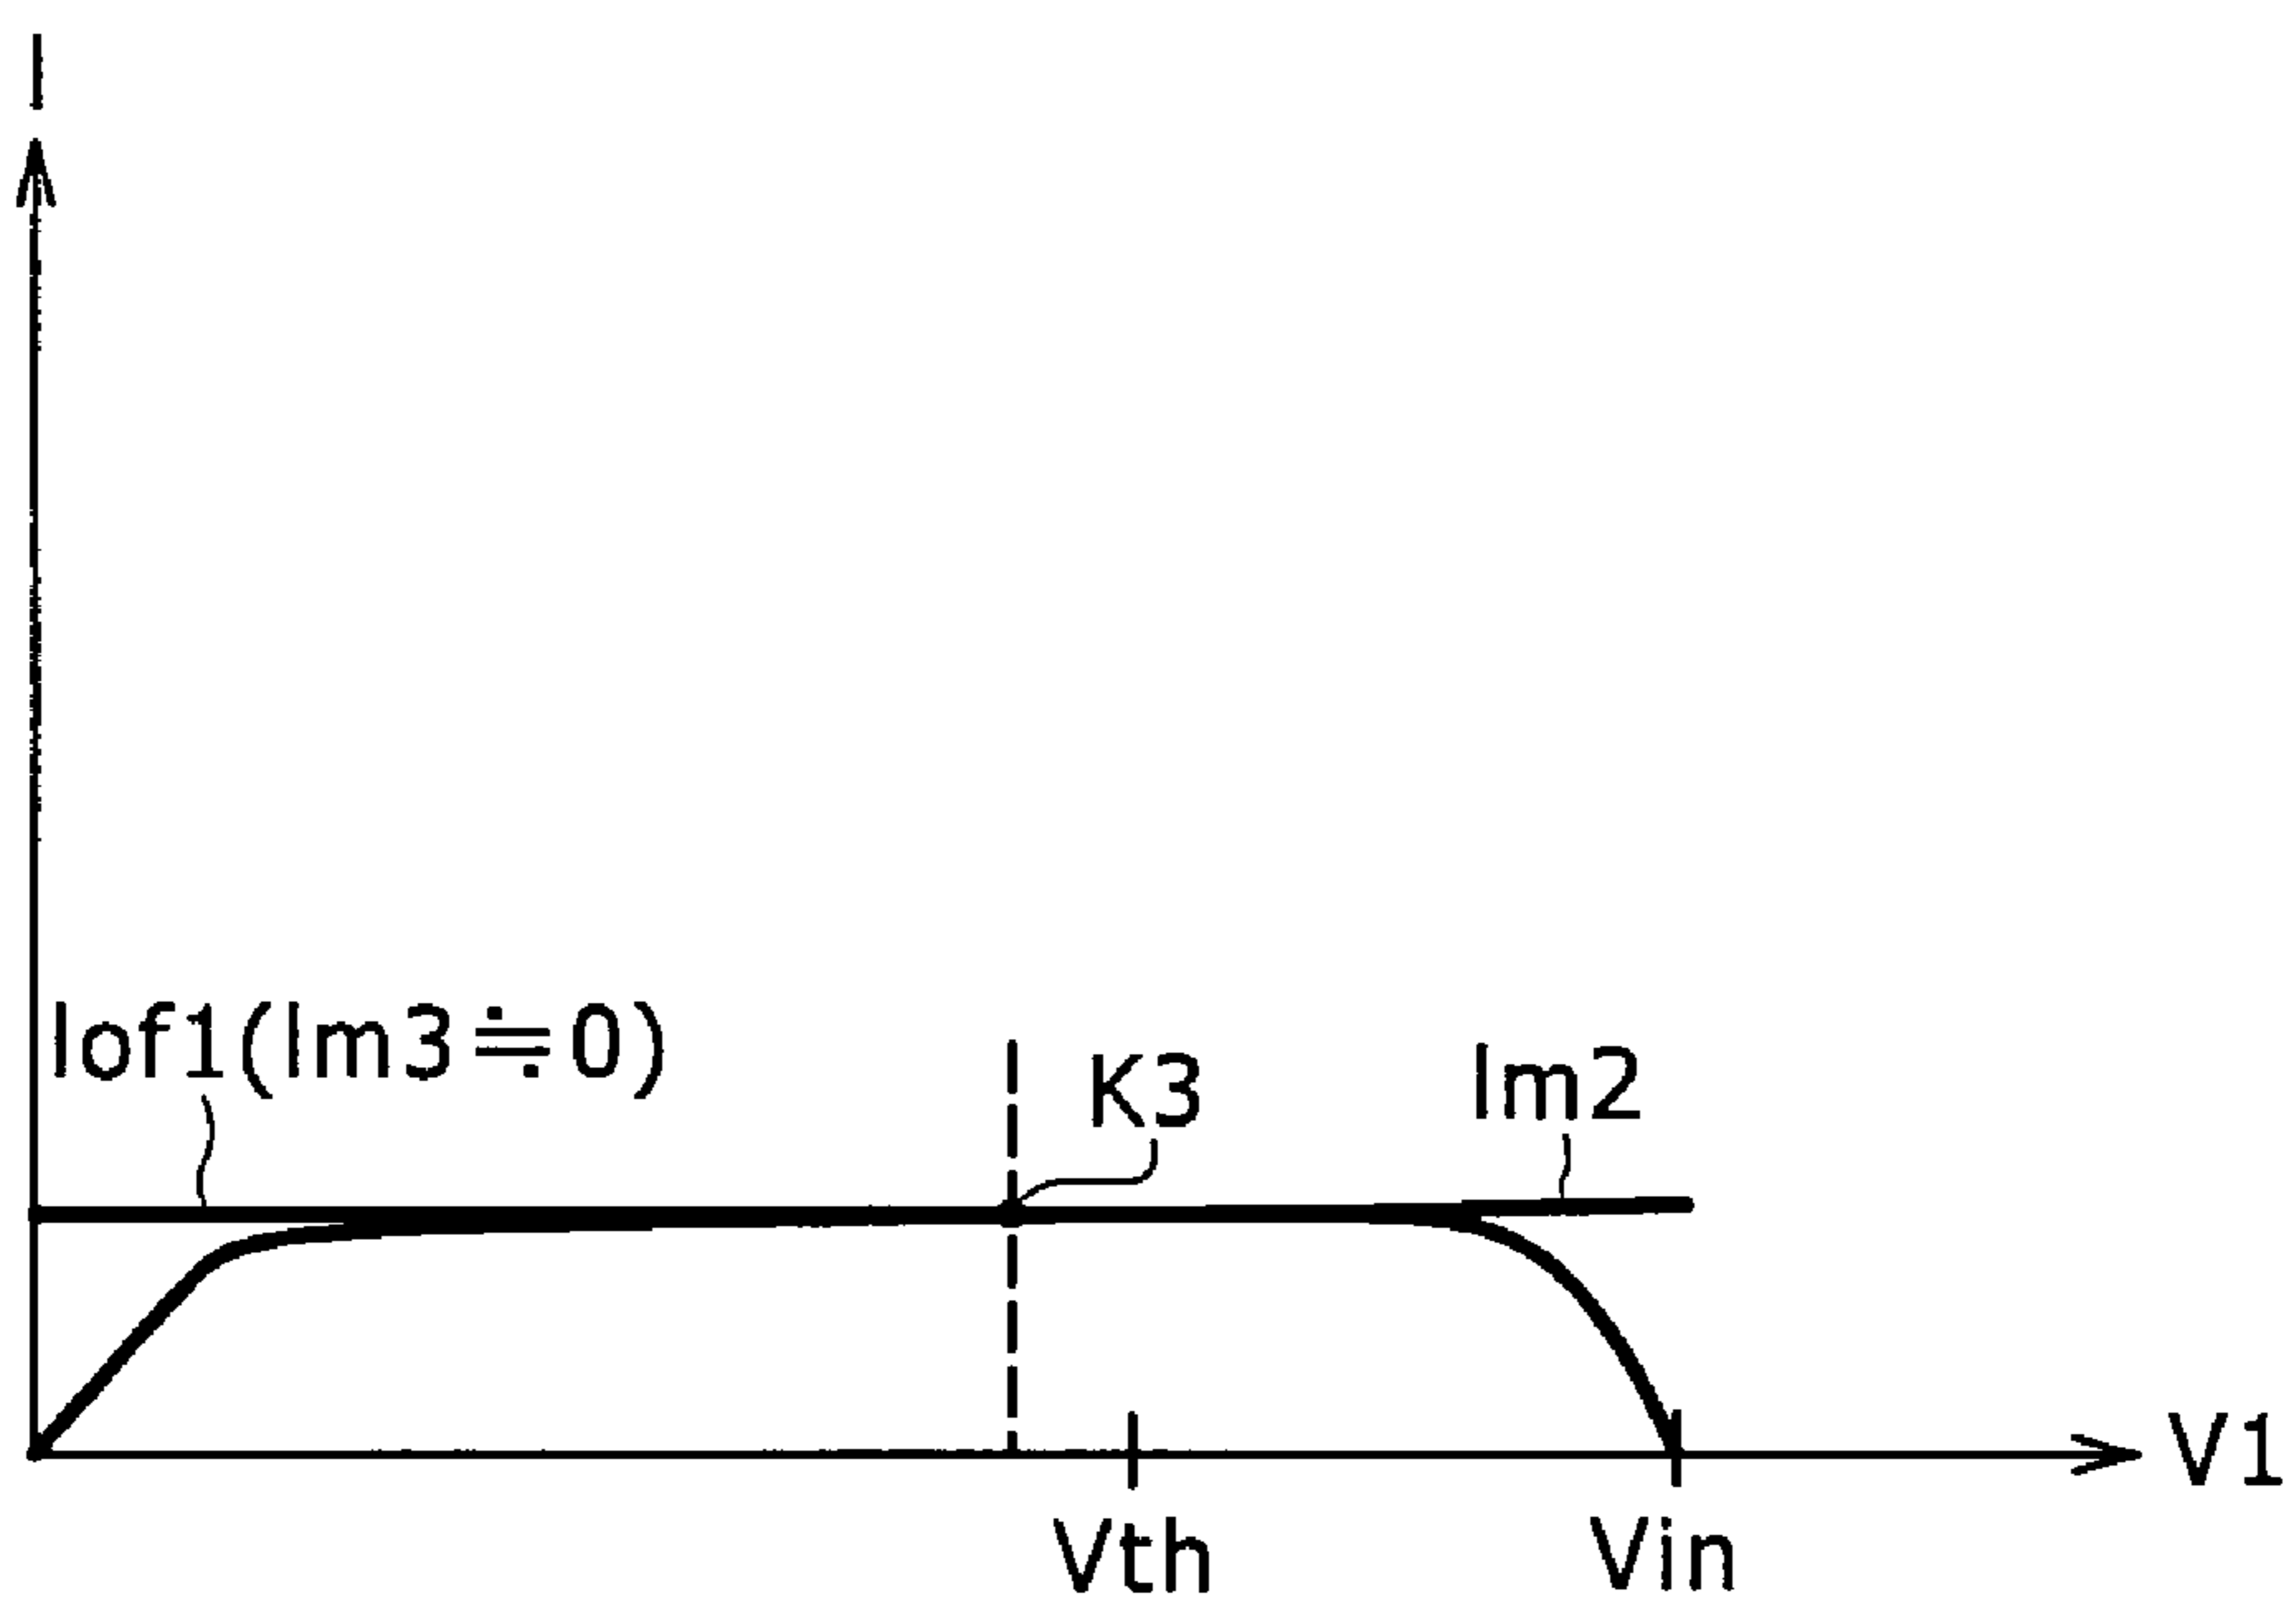 I
Iof1(Im3≒0)
K3
Im2
V1
Vth
Vin